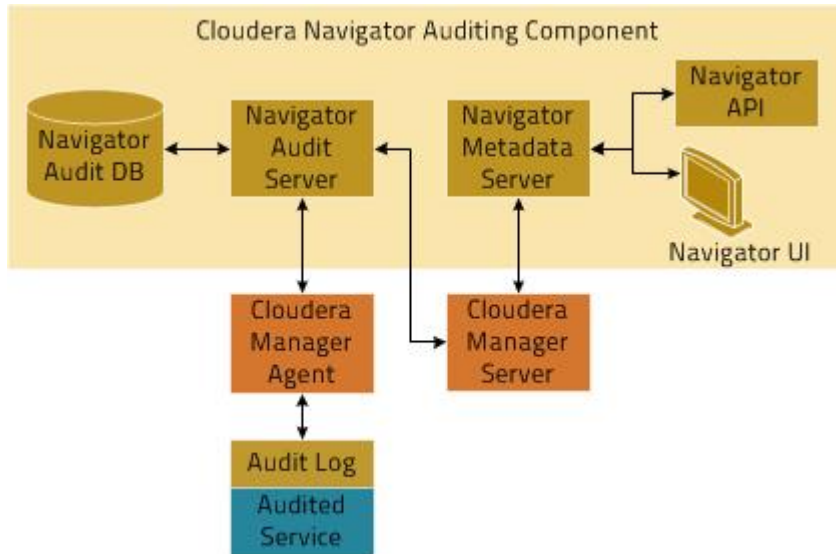 Cloudera Navigator Auditing Component
Navigator
Audit DB
Navigator
Audit
Server
Navigator
Metadata
Server
Navigator
API
Navigator UI
Cloudera
Manager
Agent
Cloudera
Manager
Server
Audit Log
Audited
Service